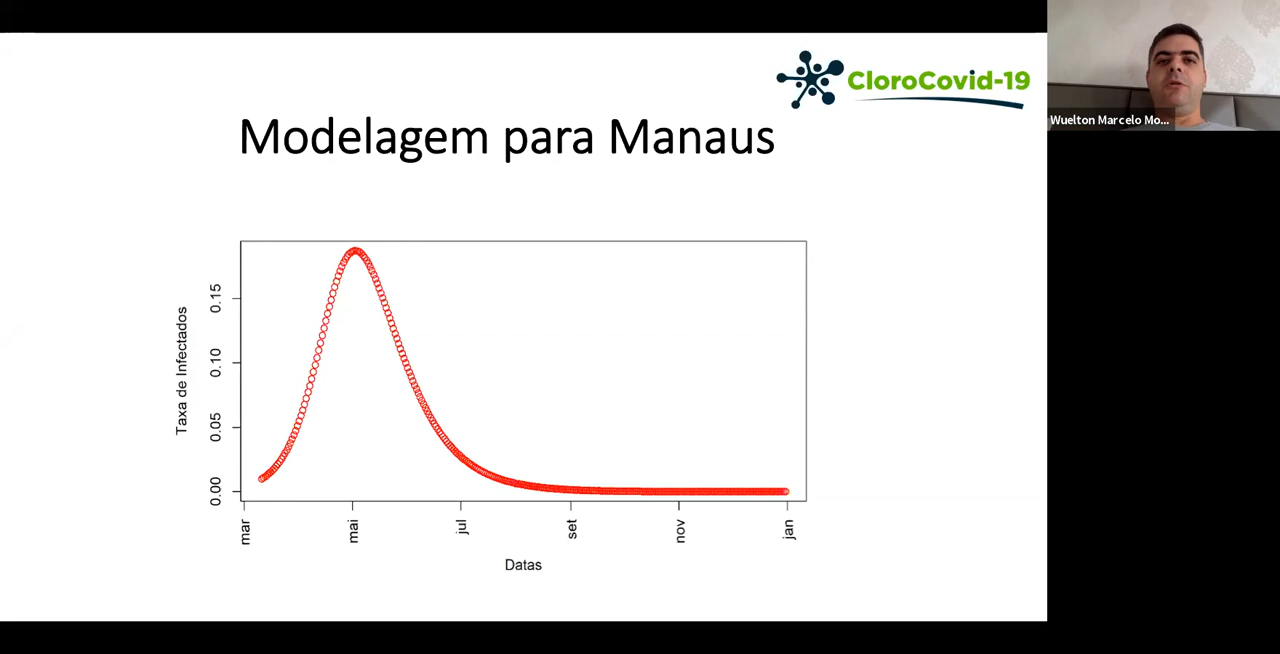 CloroCovid-19
Wuelton Marcelo Mo...
Modelagem para Manaus
Taxa de Infectados
0.15
0.10
0.05
0.00
mar
mai
jul
set
nov
jan
Datas